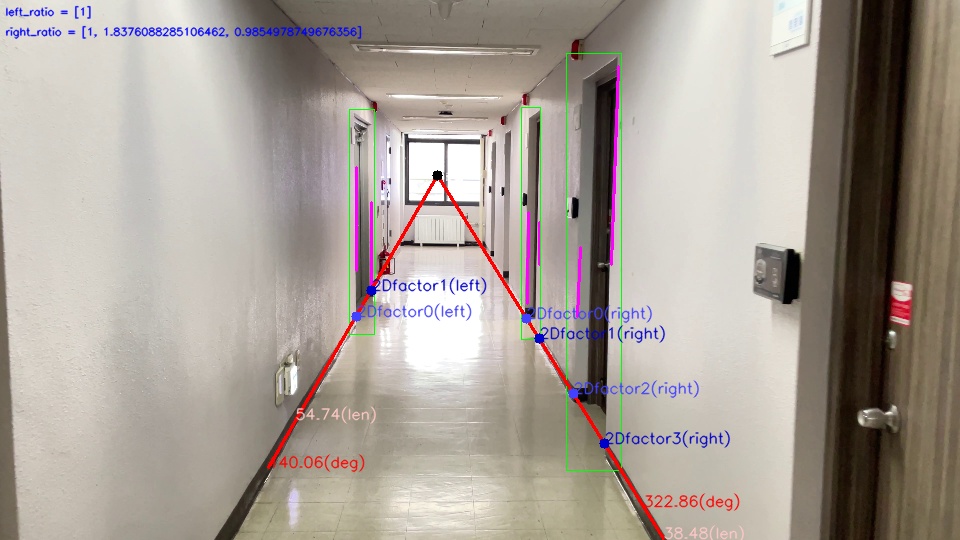 left_ratio = [1]
right_ratio = [1, 1.8376088285106462, 0.9854978749676356]
2Dfactor1(left)
2Dfactor0(left)
2Dfactor0(right)
2Dfactor1(right)
2Dfactor2(right)
54.74(len)
2Dfactor3(right)
40.06(deg)
322.86(deg)
38.48(len)